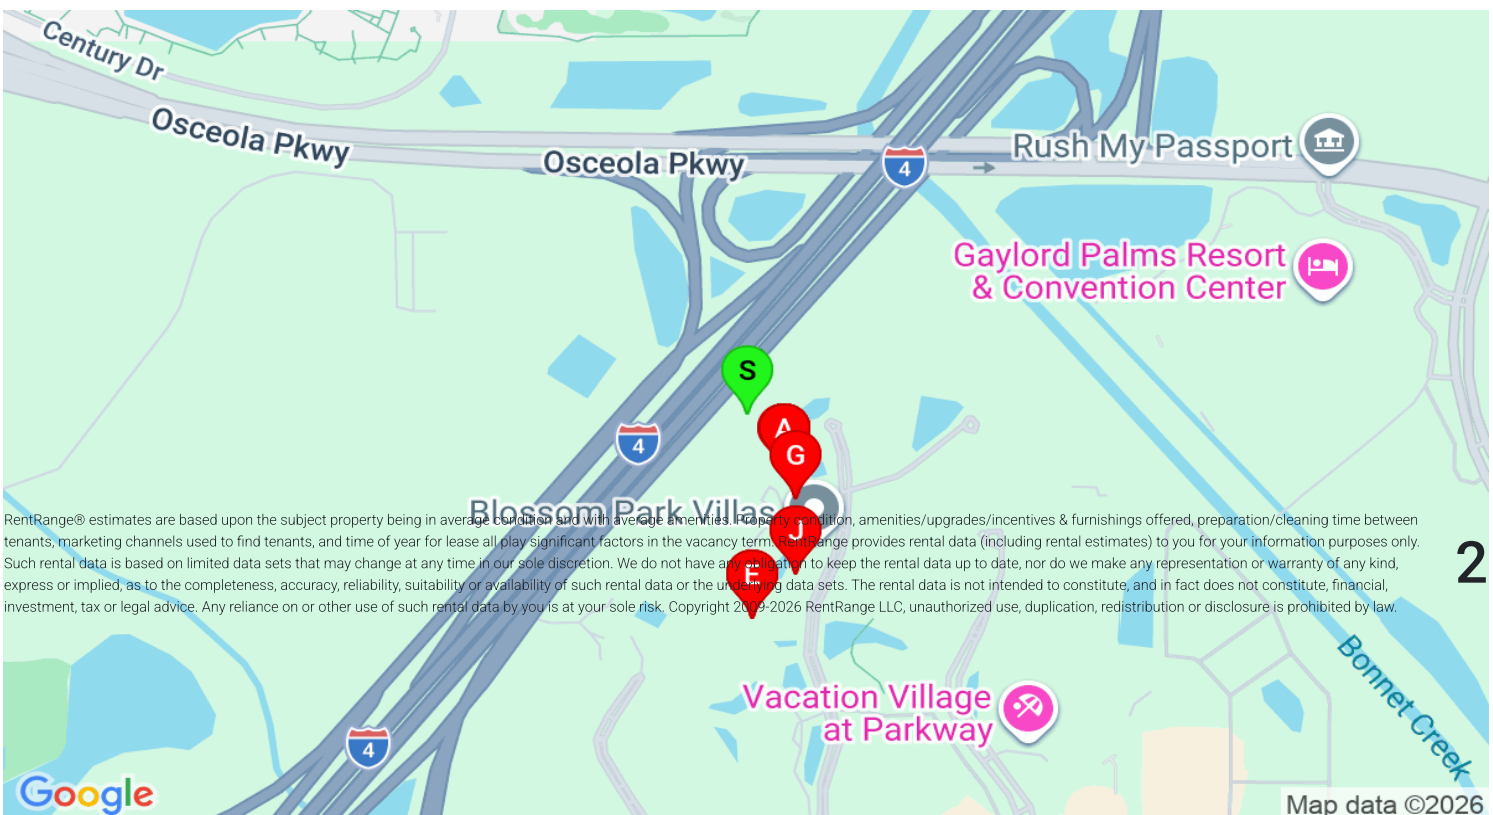 Century Dr
Osceola Pkwy
Osceola Pkwy
4
Rush My Passport
Gaylord Palms Resort
& Convention Center
S
A
G
4
Blossom Park Villas
RentRange® estimates are based upon the subject property being in average condition and with average amenities. Property condition, amenities/upgrades/incentives & furnishings offered, preparation/cleaning time between
tenants, marketing channels used to find tenants, and time of year for lease all play significant factors in the vacancy term. RentRange provides rental data (including rental estimates) to you for your information purposes only.
Such rental data is based on limited data sets that may change at any time in our sole discretion. We do not have any obligation to keep the rental data up to date, nor do we make any representation or warranty of any kind,
express or implied, as to the completeness, accuracy, reliability, suitability or availability of such rental data or the underlying data sets. The rental data is not intended to constitute, and in fact does not constitute, financial,
investment, tax or legal advice. Any reliance on or other use of such rental data by you is at your sole risk. Copyright 2009-2026 RentRange LLC, unauthorized use, duplication, redistribution or disclosure is prohibited by law.
J
2
Vacation Village
at Parkway
Bonnet Creek
4
Google
Map data ©2026